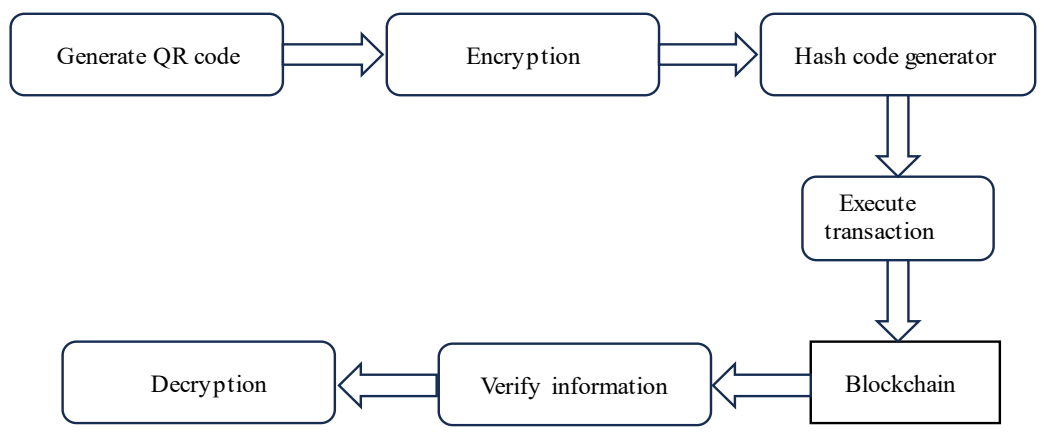 Generate QR code
Encryption
Hash code generator
Execute
transaction
Blockchain
Verify information
Decryption